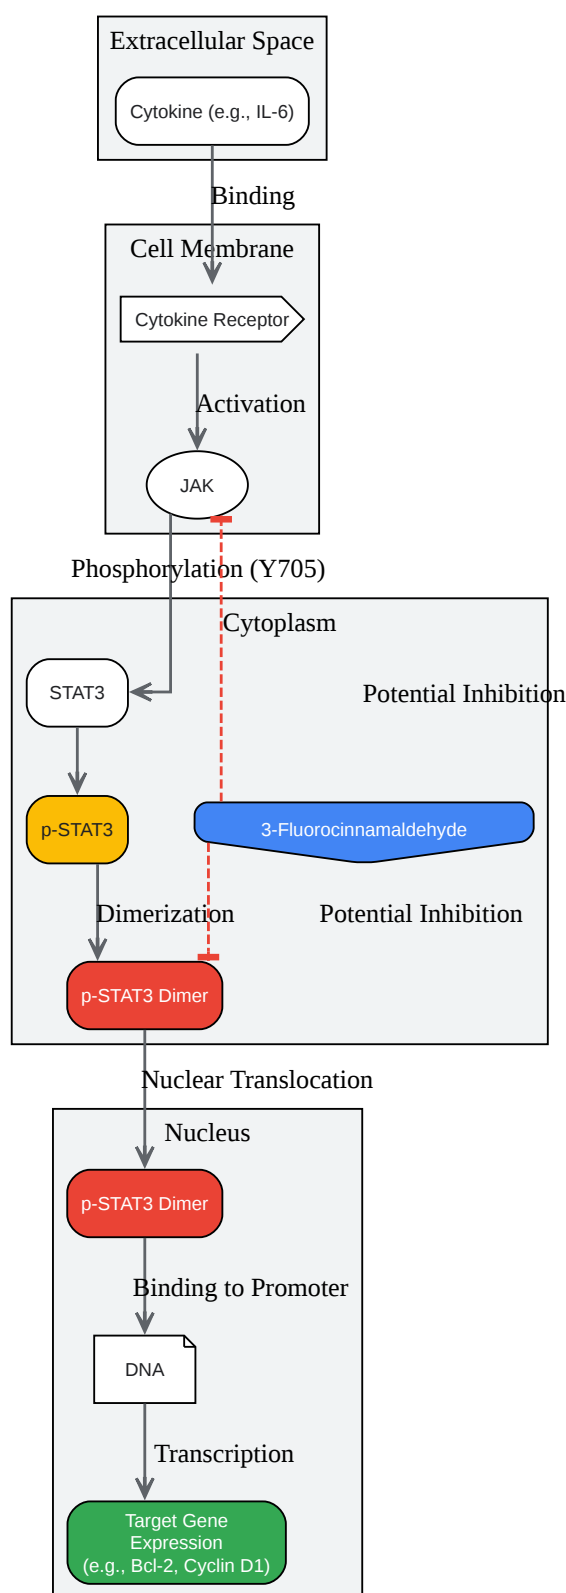 Extracellular Space
Cytokine (e.g., IL-6)
Binding
Cell Membrane
Cytokine Receptor
Activation
JAK
Phosphorylation (Y705)
Cytoplasm
STAT3
Potential Inhibition
p-STAT3
3-Fluorocinnamaldehyde
Dimerization
Potential Inhibition
p-STAT3 Dimer
Nuclear Translocation
Nucleus
p-STAT3 Dimer
Binding to Promoter
DNA
Transcription
Target Gene
Expression
(e.g., Bcl-2, Cyclin D1)